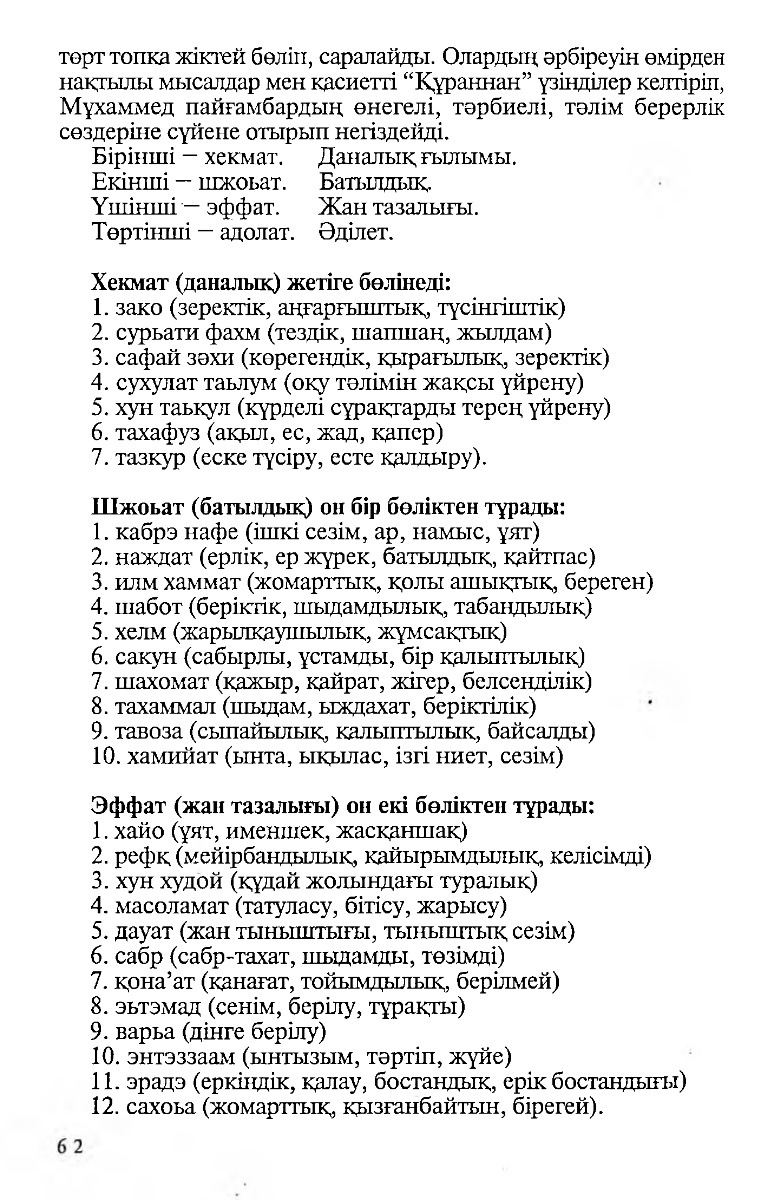 төрт топқа жіктей бөліп, саралайды. Олардың әрбіреуін өмірден
нақтылы мысалдар мен қасиетті “Құраннан” үзінділер келтіріп,
Мұхаммед пайғамбардың өнегелі, тәрбиелі, тәлім берерлік
сөздеріне сүйене отырып негіздейді.
Бірінші – хекмат. Даналық ғылымы.
Екінші – шжоьат. Батылдық.
Үшінші – эффат. Жан тазалығы.
Төртінші – адолат. Әділет.
Хекмат (даналық) жетіге бөлінеді:
1. зако (зеректік, аңғарғыштық, түсінгіштік)
2. сурьати фахм (тездік, шапшаң, жылдам)
3. сафай зәхи (көрегендік, қырағылық, зеректік)
4. сухулат таьлум (оқу тәлімін жақсы үйрену)
5. хун таьқул (күрделі сұрақтарды терең үйрену)
6. тахафуз (ақыл, ес, жад, қапер)
7. тазкур (еске түсіру, есте қалдыру).
Шжоьат (батылдық) он бір бөліктен тұрады:
1. кабрэ нафе (ішкі сезім, ар, намыс, ұят)
2. наждат (ерлік, ер жүрек, батылдық, қайтпас)
3. илм хаммат (жомарттық, қолы ашықтық, береген)
4. шабот (беріктік, шыдамдылық, табандылық)
5. хелм (жарылқаушылық, жұмсақтық)
6. сакун (сабырлы, ұстамды, бір қалыптылық)
7. шахомат (қажыр, қайрат, жігер, белсенділік)
8. тахаммал (шыдам, ыждахат, беріктілік)
9. тавоза (сыпайылық, қалыптылық, байсалды)
10. хамийат (ынта, ықылас, ізгі ниет, сезім)
Эффат (жан тазалығы) он екі бөліктен тұрады:
1. хайо (ұят, именшек, жасқаншақ)
2. рефқ (мейірбандылық, қайырымдылық, келісімді)
3. хун худой (құдай жолындағы туралық)
4. масоламат (татуласу, бітісу, жарысу)
5. дауат (жан тыныштығы, тыныштық сезім)
6. сабр (сабр-тахат, шыдамды, төзімді)
7. қона’ат (қанағат, тойымдылық, берілмей)
8. эьтэмад (сенім, берілу, тұрақты)
9. варьа (дінге берілу)
10. энтэззаам (ынтызым, тәртіп, жүйе)
11. эрадэ (еркіндік, қалау, бостандық, ерік бостандығы)
12. сахоьа (жомарттық, қызғанбайтын, бірегей).
62